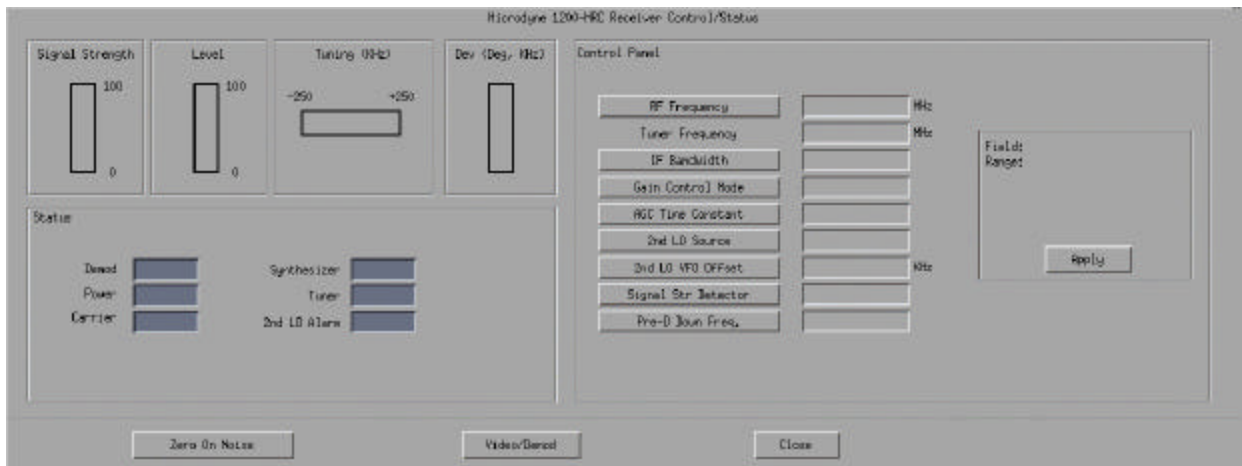 Microdyne 1200-MRC Receiver Control/Status
Signal Strength
100
0
Level
100
0
Tuning (KHz)
-250 +250
Dev (Deg, KHz)
Control Panel
RF Frequency MHz
Tuner Frequency MHz
IF Bandwidth
Gain Control Mode
AGC Time Constant
2nd LO Source
2nd LO VFO Offset KHz
Signal Str Detector
Pre-D Down Freq.
Field:
Range:
Apply
Status
Demod
Power
Carrier
Synthesizer
Tuner
2nd LO Alarm
Zero On Noise
Video/Demod
Close